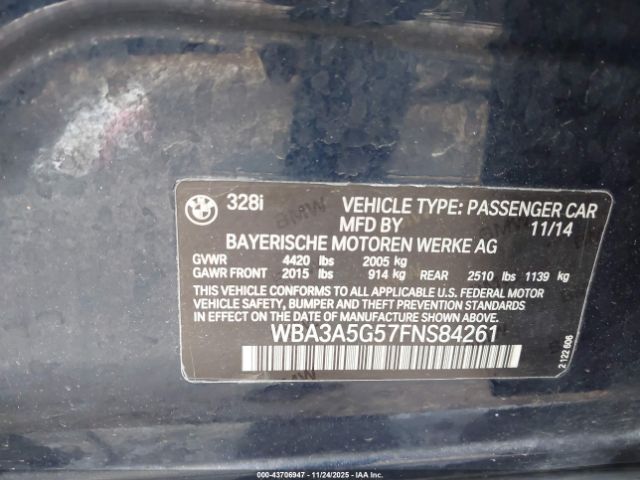 328i VEHICLE TYPE: PASSENGER CAR
MFD BY 11/14
BAYERISCHE MOTOREN WERKE AG
GVWR 4420 lbs 2005 kg
GAWR FRONT 2015 lbs 914 kg REAR 2510 lbs 1139 kg
THIS VEHICLE CONFORMS TO ALL APPLICABLE U.S. FEDERAL MOTOR
VEHICLE SAFETY, BUMPER AND THEFT PREVENTION STANDARDS
IN EFFECT ON THE DATE OF MANUFACTURE SHOWN ABOVE.
WBA3A5G57FNS84261
2 122 606
000-43706947 - 11/24/2025 - IAA Inc.